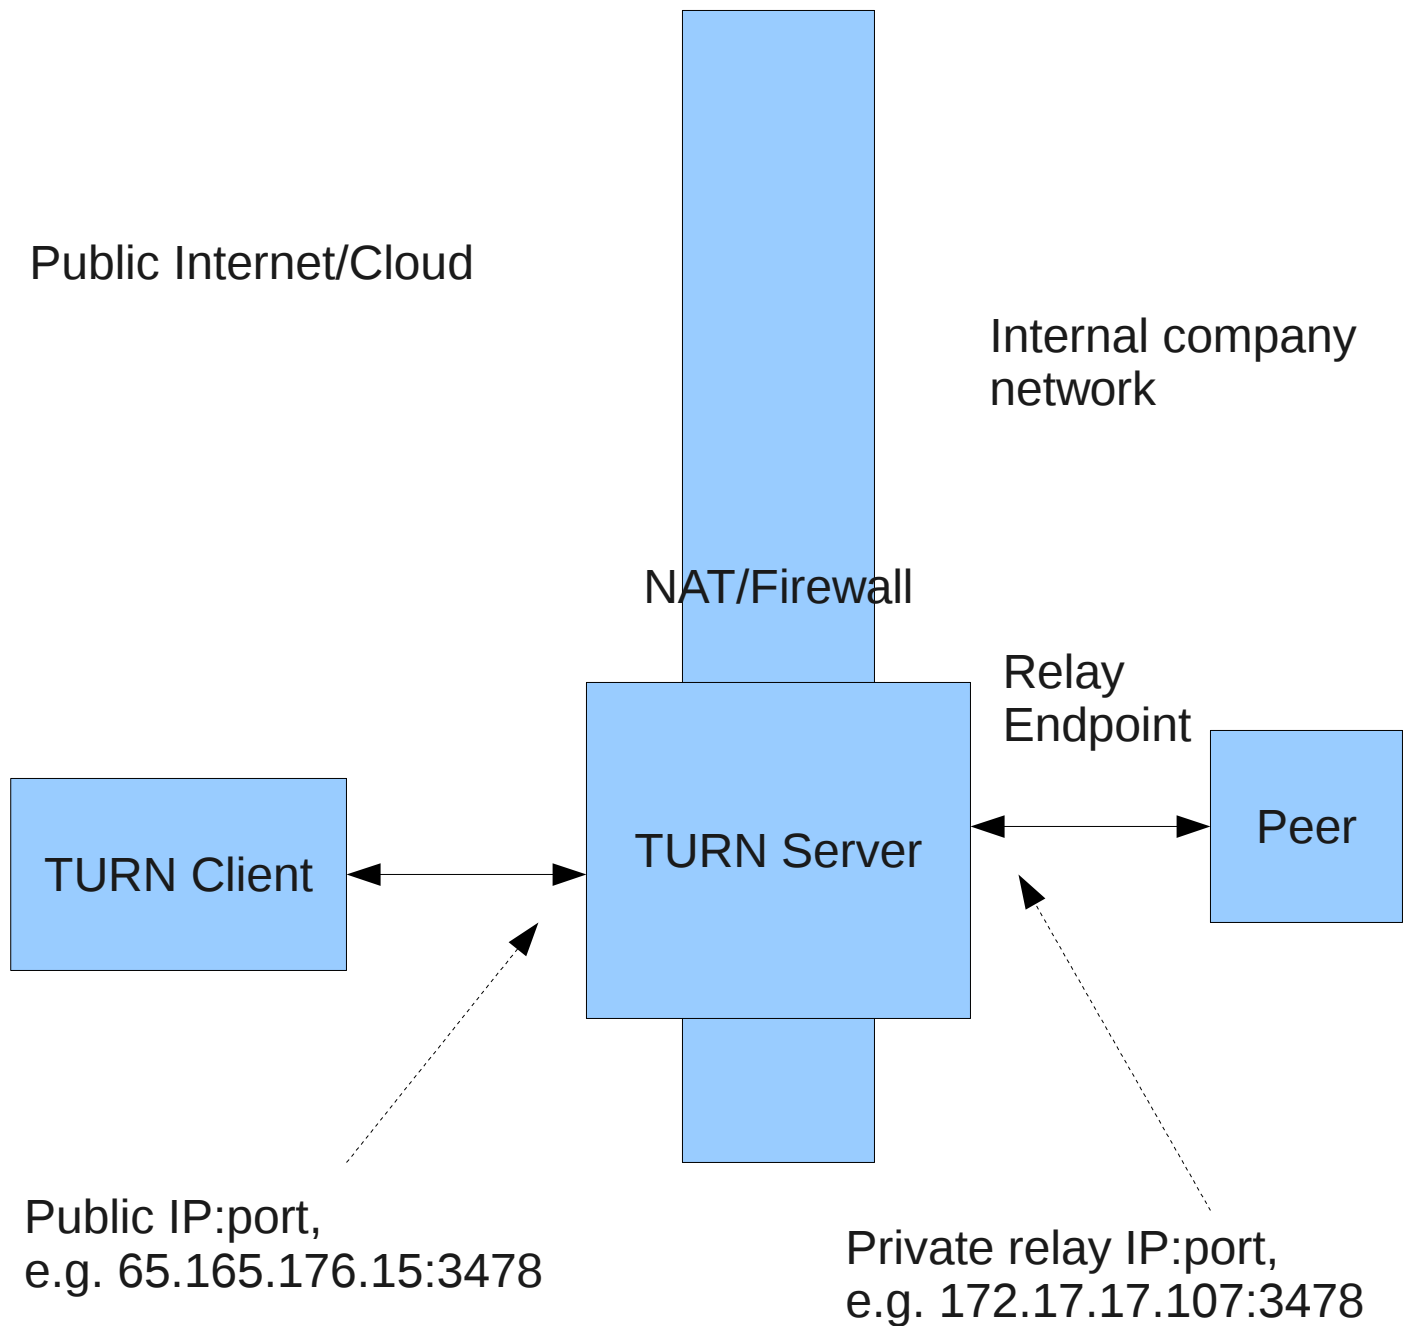 Public Internet/Cloud
Internal company
network
NAT/Firewall
Relay
Endpoint
TURN Client
TURN Server
Peer
Public IP:port,
e.g. 65.165.176.15:3478
Private relay IP:port,
e.g. 172.17.17.107:3478